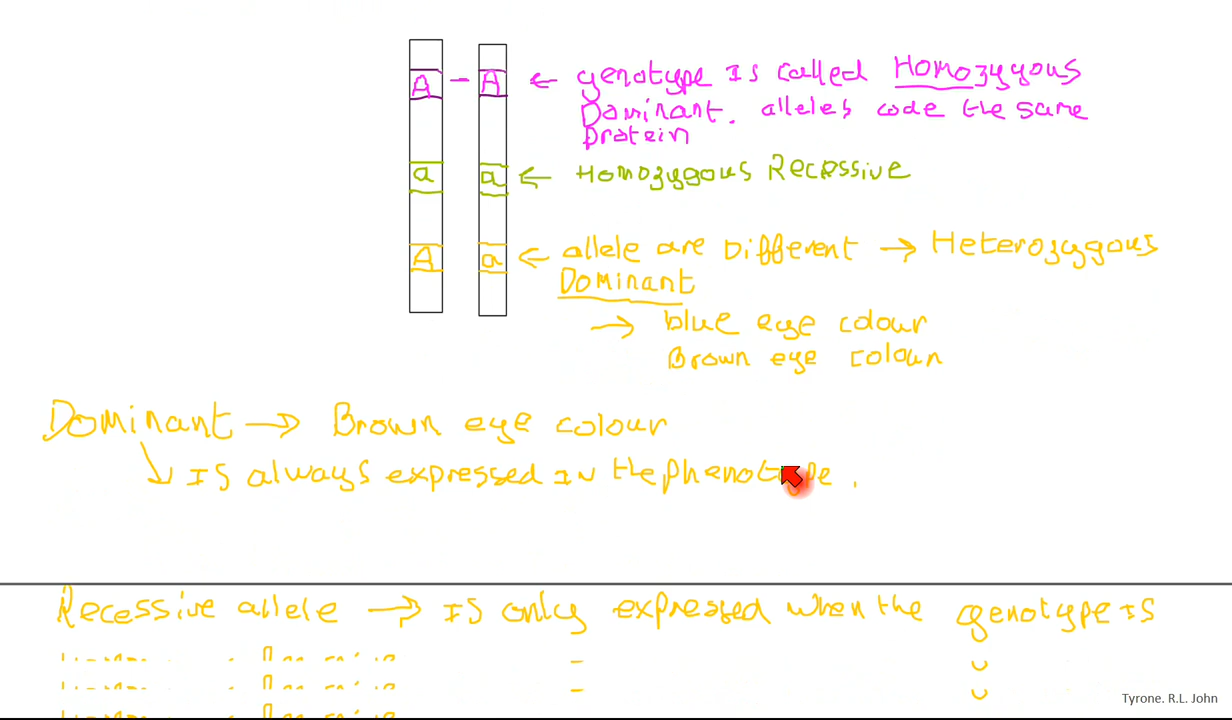 A - A ← genotype Is called Homozygous
Dominant. alleles code the same
protein
a a ← Homozygous Recessive
A a ← allele are Different → Heterozygous
Dominant
→ blue eye colour
Brown eye colour
Dominant → Brown eye colour
↓ Is always expressed In the phenotype.
Recessive allele → Is only expressed when the genotype Is
Tyrone. R.L. John